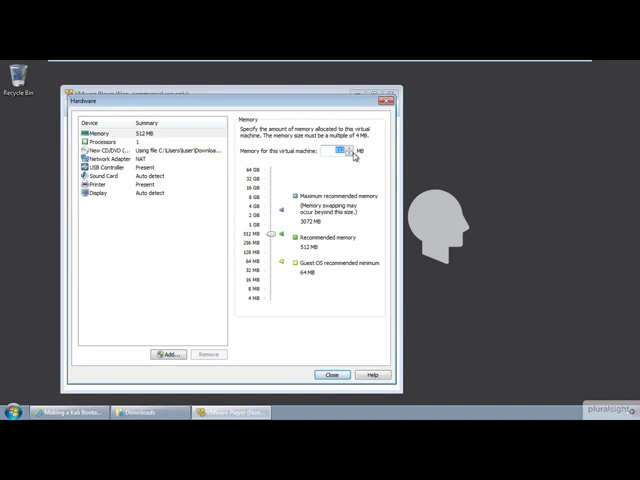 Recycle Bin
Hardware
Device
Summary
Memory
512 MB
Processors
1
New CD/DVD (...
Using file C:\Users\user\Downloa...
Network Adapter
NAT
USB Controller
Present
Sound Card
Auto detect
Printer
Present
Display
Auto detect
Add...
Remove
Memory
Specify the amount of memory allocated to this virtual
machine. The memory size must be a multiple of 4 MB.
Memory for this virtual machine:
512
MB
64 GB
32 GB
16 GB
8 GB
4 GB
2 GB
1 GB
512 MB
256 MB
128 MB
64 MB
32 MB
16 MB
8 MB
4 MB
Maximum recommended memory
(Memory swapping may
occur beyond this size.)
3072 MB
Recommended memory
512 MB
Guest OS recommended minimum
64 MB
Close
Help
Making a Kali Boota...
Downloads
VMware Player (Non...
pluralsight